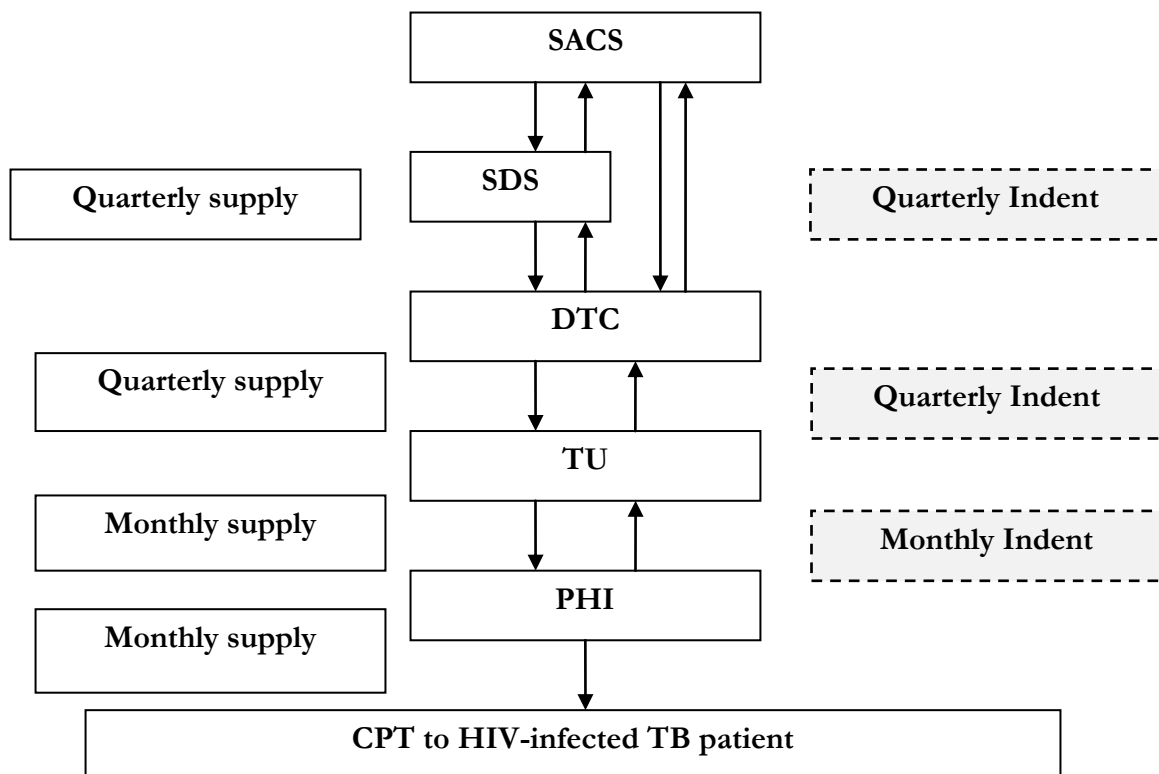 SACS
SDS
Quarterly supply
Quarterly Indent
DTC
Quarterly supply
Quarterly Indent
TU
Monthly supply
Monthly Indent
PHI
Monthly supply
CPT to HIV-infected TB patient